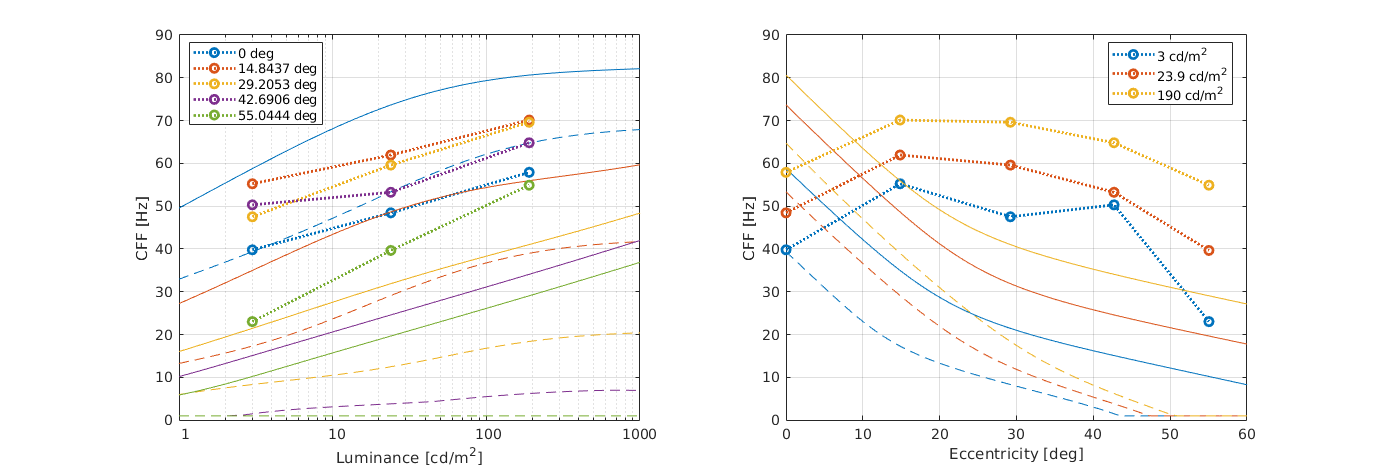 90
80
70
60
50
40
30
20
10
0
CFF [Hz]
0 deg
14.8437 deg
29.2053 deg
42.6906 deg
55.0444 deg
1 10 100 1000
Luminance [cd/m²]
90
80
70
60
50
40
30
20
10
0
CFF [Hz]
3 cd/m²
23.9 cd/m²
190 cd/m²
0 10 20 30 40 50 60
Eccentricity [deg]